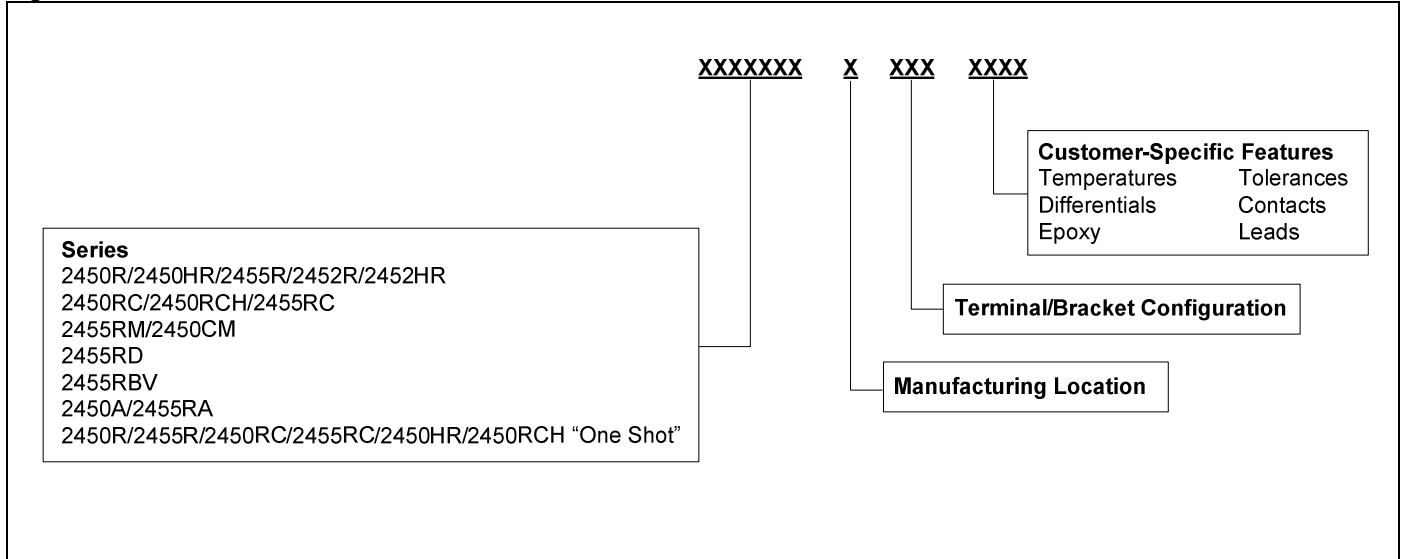 XXXXXXX X XXX XXXX
Customer-Specific Features
Temperatures Tolerances
Differentials Contacts
Epoxy Leads
Series
2450R/2450HR/2455R/2452R/2452HR
2450RC/2450RCH/2455RC
2455RM/2450CM
2455RD
2455RBV
2450A/2455RA
2450R/2455R/2450RC/2455RC/2450HR/2450RCH “One Shot”
Terminal/Bracket Configuration
Manufacturing Location